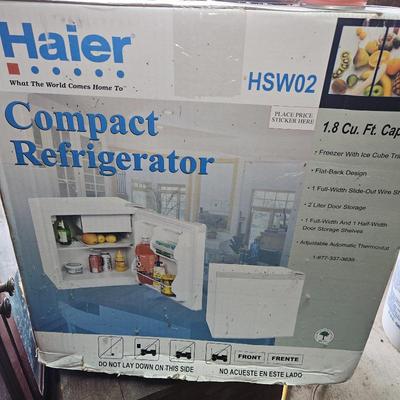 Haier
What The World Comes Home To
HSW02
PLACE PRICE
STICKER HERE
Compact
Refrigerator
1.8 Cu. Ft. Cap
• Freezer With Ice Cube Tra
• Flat-Back Design
• 1 Full-Width Slide-Out Wire Sh
• 2 Liter Door Storage
• 1 Full-Width And 1 Half-Width
Door Storage Shelves
• Adjustable Automatic Thermostat
1-877-337-3639
FRONT
FRENTE
DO NOT LAY DOWN ON THIS SIDE
NO ACUESTE EN ESTE LADO